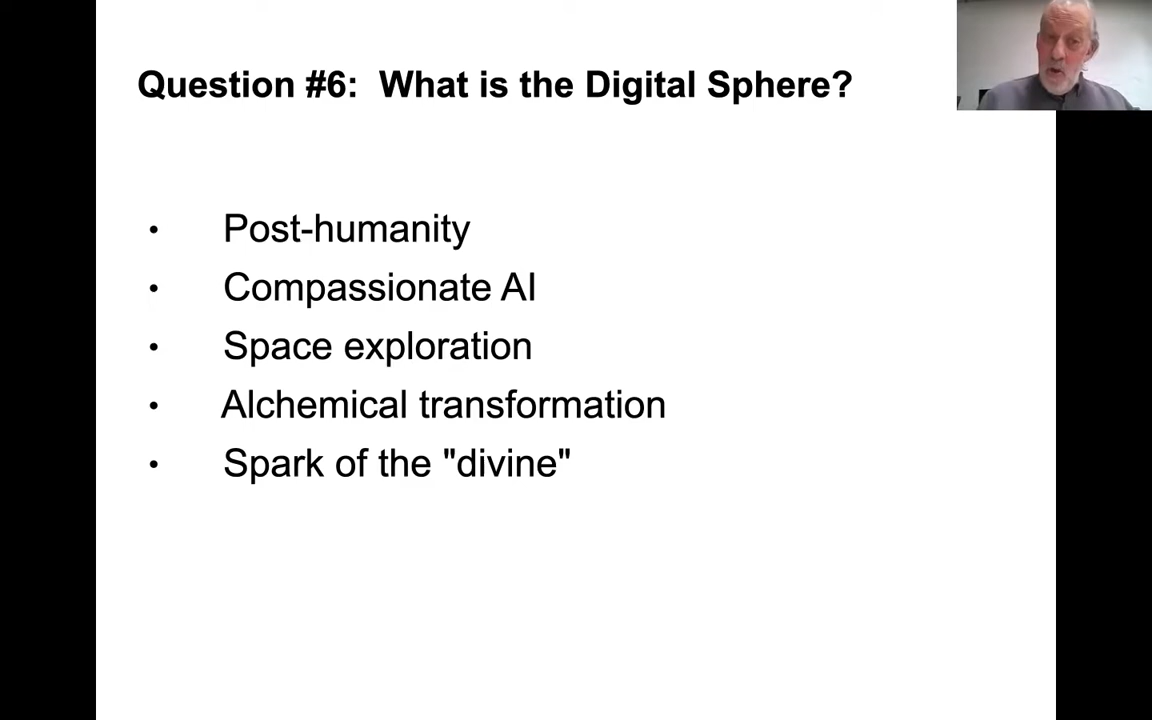 Question #6:  What is the Digital Sphere?
•	Post-humanity
•	Compassionate AI
•	Space exploration
•	Alchemical transformation
•	Spark of the "divine"